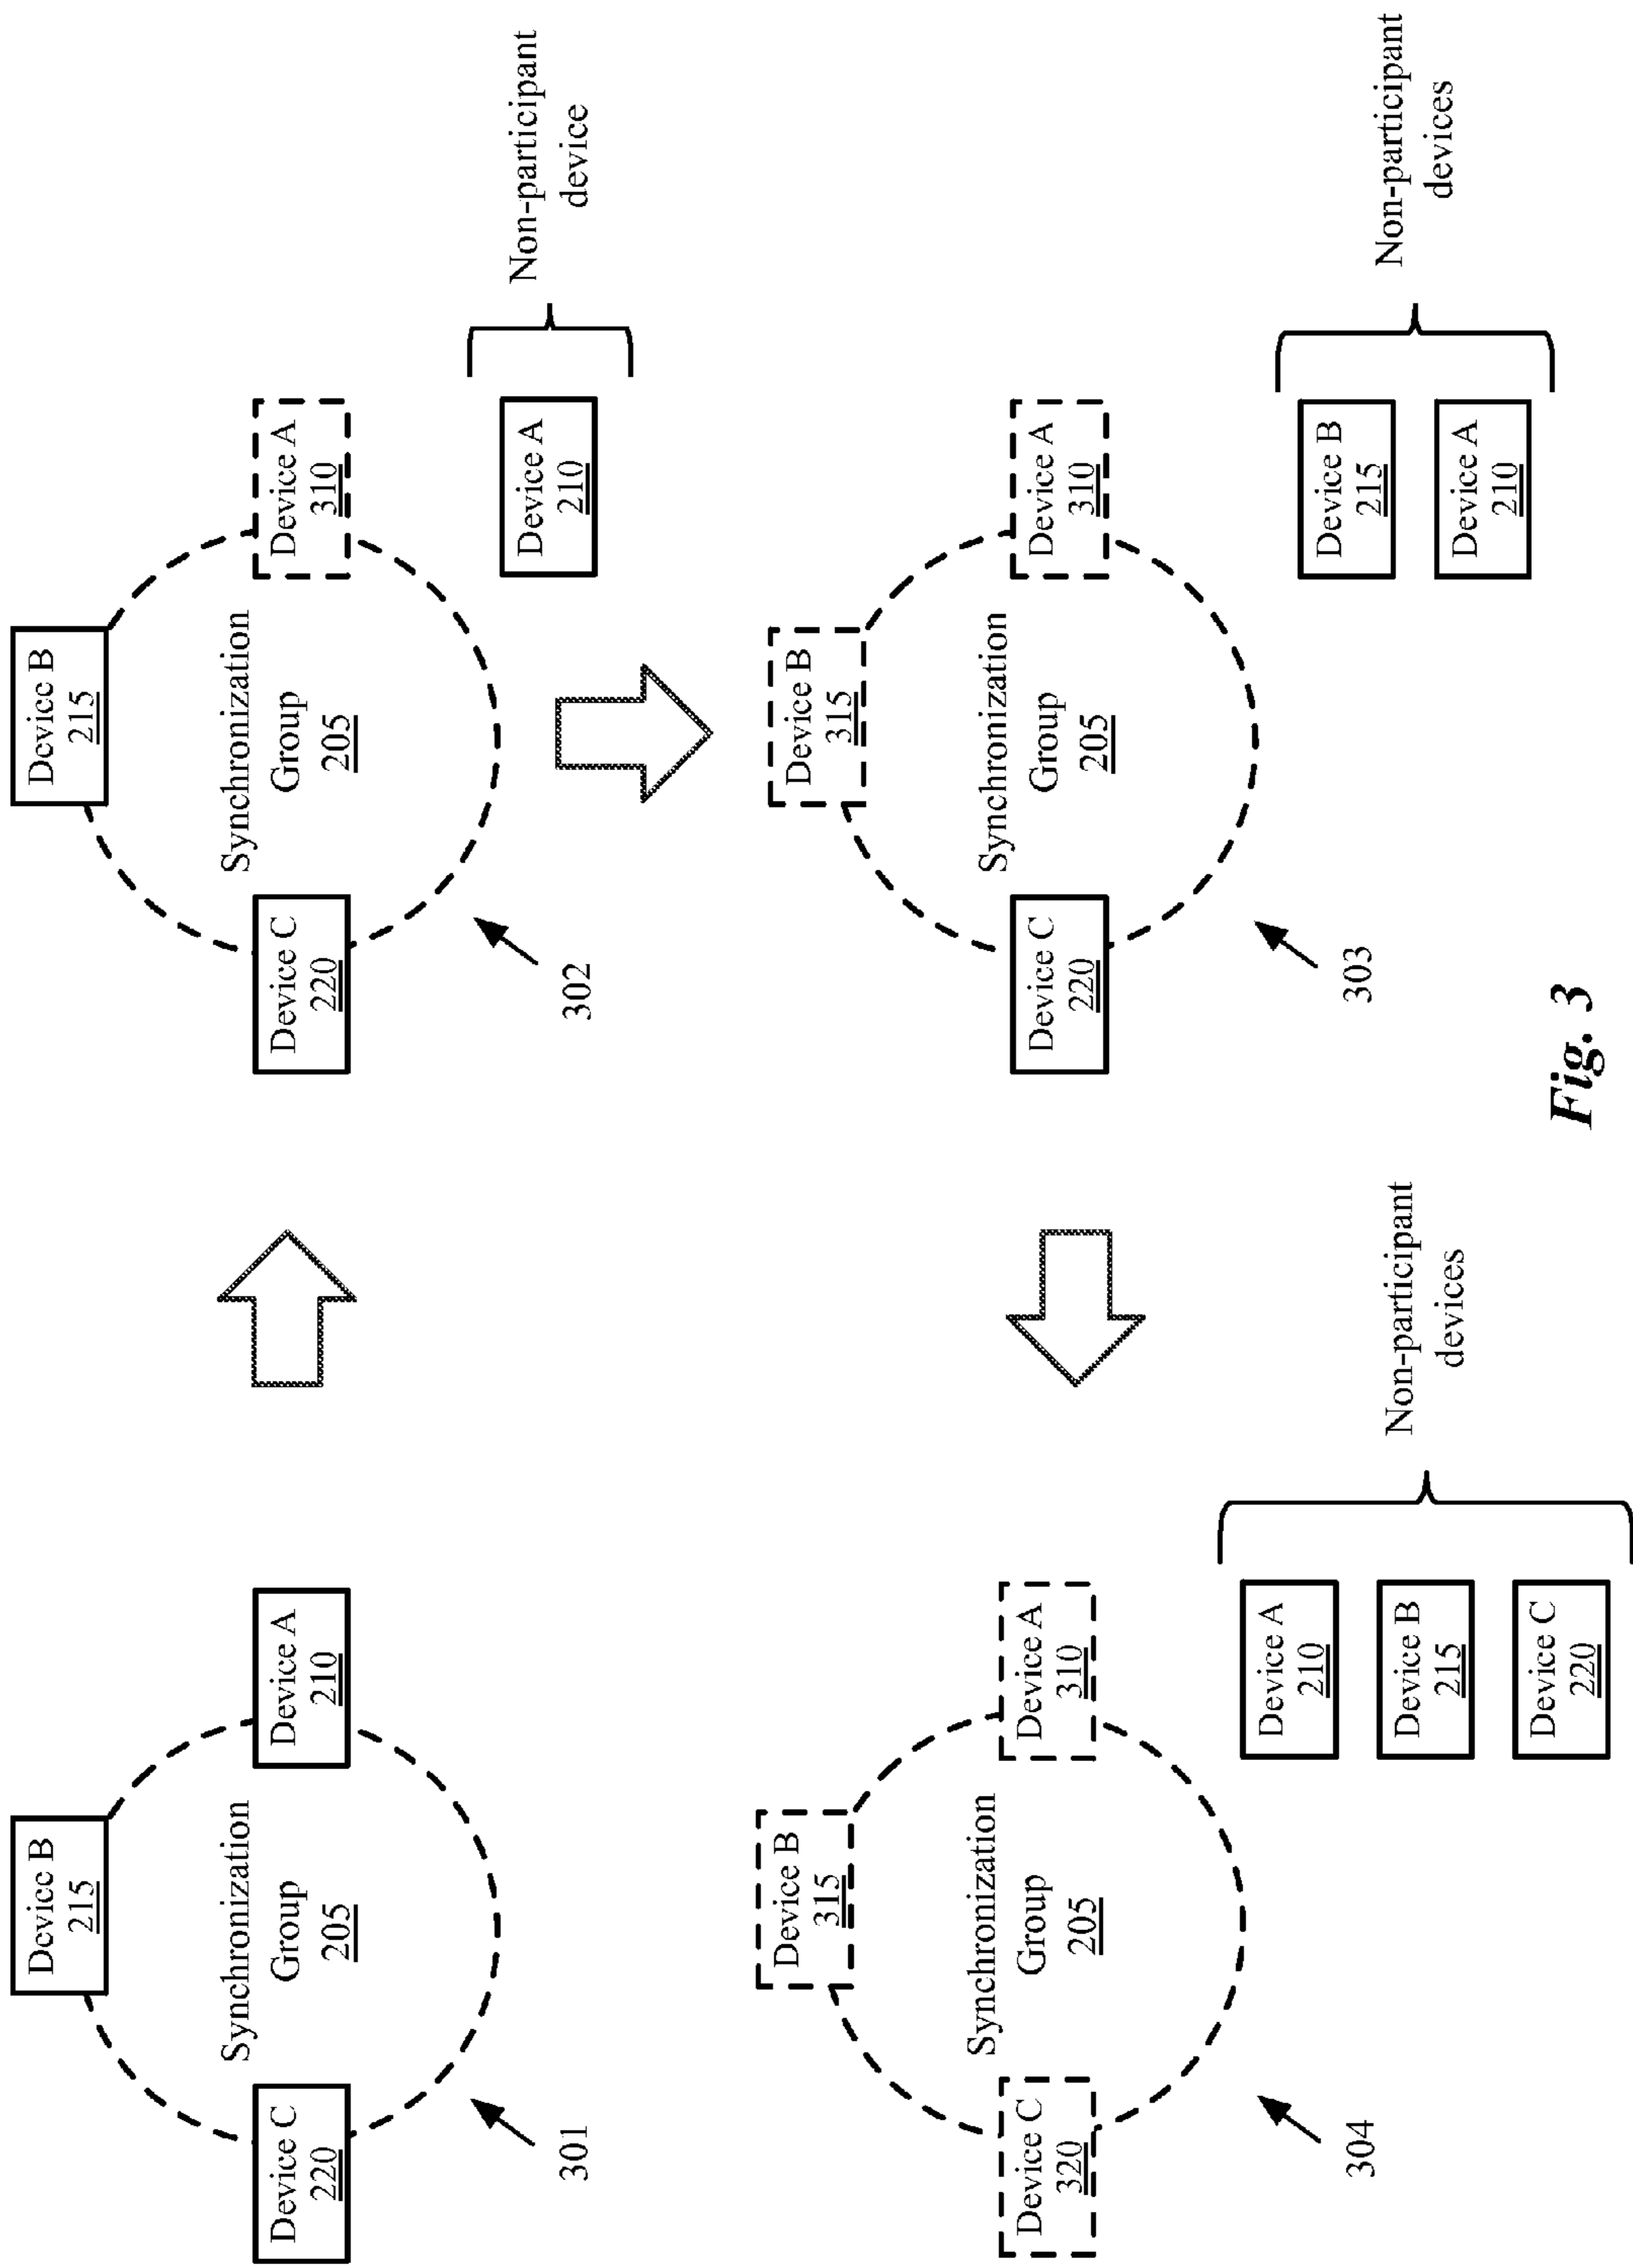 Device B
215
Device C
220
Synchronization
Group
205
Device A
210
301
Device B
215
Device C
220
Synchronization
Group
205
Device A
310
302
Device A
210
Non-participant
device
Device B
315
Device C
320
Synchronization
Group
205
Device A
310
304
Device A
210
Device B
215
Device C
220
Non-participant
devices
Device B
315
Device C
220
Synchronization
Group
205
Device A
310
303
Device B
215
Device A
210
Non-participant
devices
Fig. 3